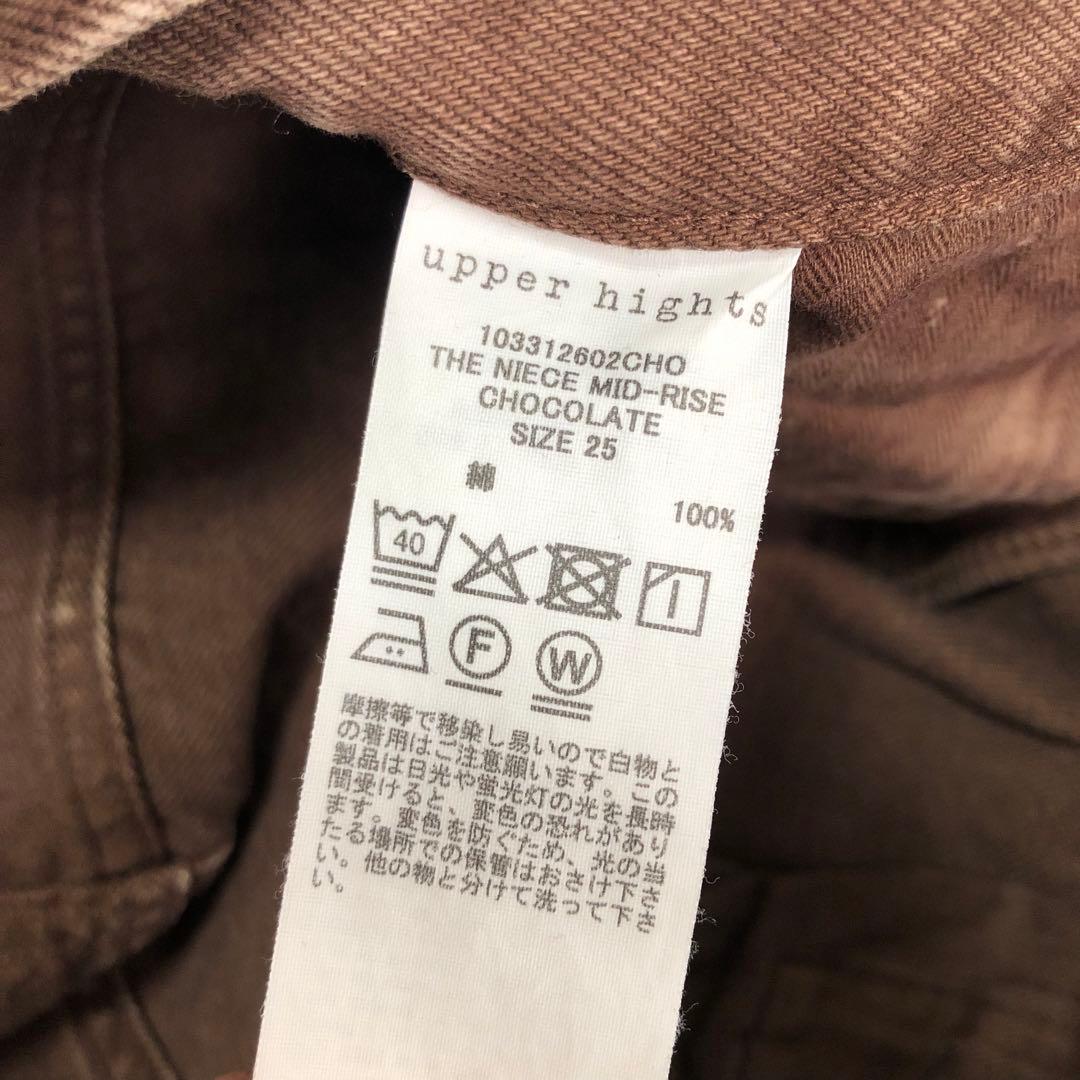 upper hights
103312602CHO
THE NIECE MID-RISE
CHOCOLATE
SIZE 25
綿
100%
40
F
W
摩擦等で移染し易いので白物と
の着用はご注意願います。この
製品は日光や蛍光灯の光を長時
間受けると、変色の恐れがあり
ます。変色を防ぐため、光の当
たる場所での保管はおさけ下さ
い。 他の物と分けて洗って下さ
い。